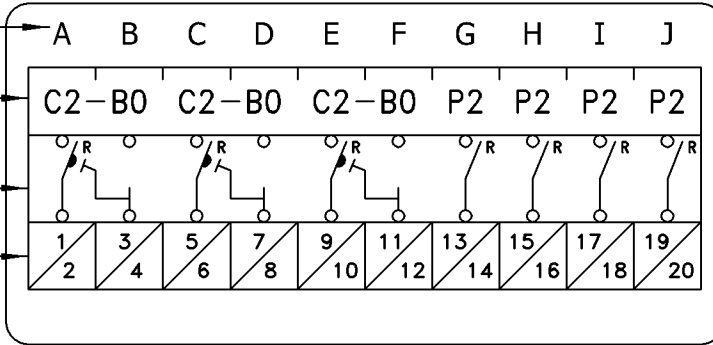 A B C D E F G H I J
C2-B0 C2-B0 C2-B0 P2 P2 P2 P2
R R R R R R R
1 3 5 7 9 11 13 15 17 19
2 4 6 8 10 12 14 16 18 20